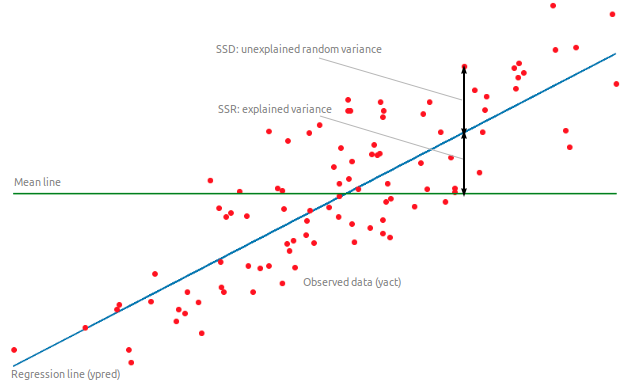 SSD: unexplained random variance
SSR: explained variance
Mean line
Observed data (yact)
Regression line (ypred)